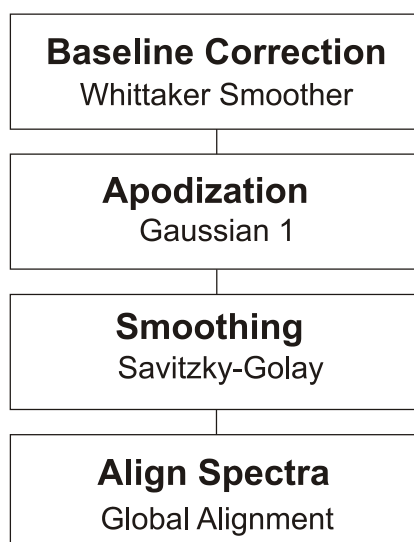 Baseline Correction
Whittaker Smoother
Apodization
Gaussian 1
Smoothing
Savitzky-Golay
Align Spectra
Global Alignment